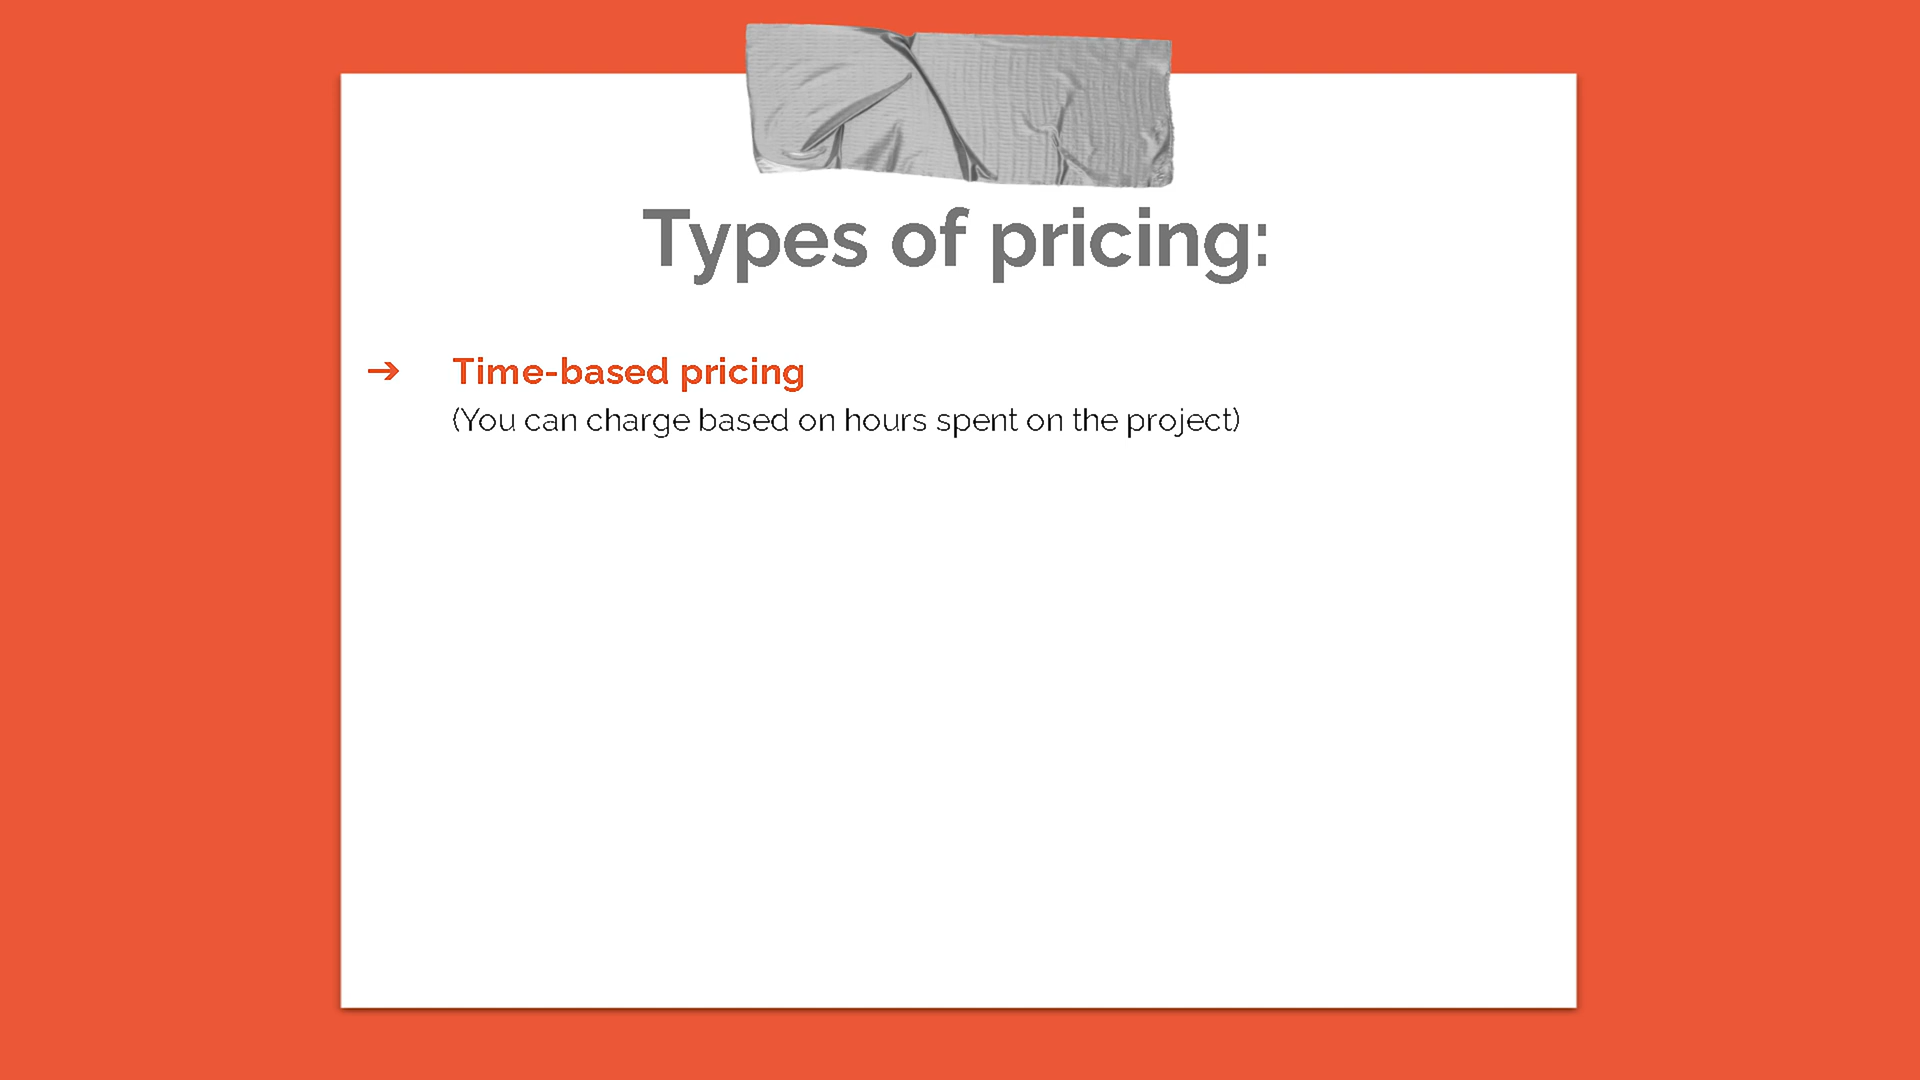 Types of pricing:
➔ Time-based pricing
(You can charge based on hours spent on the project)